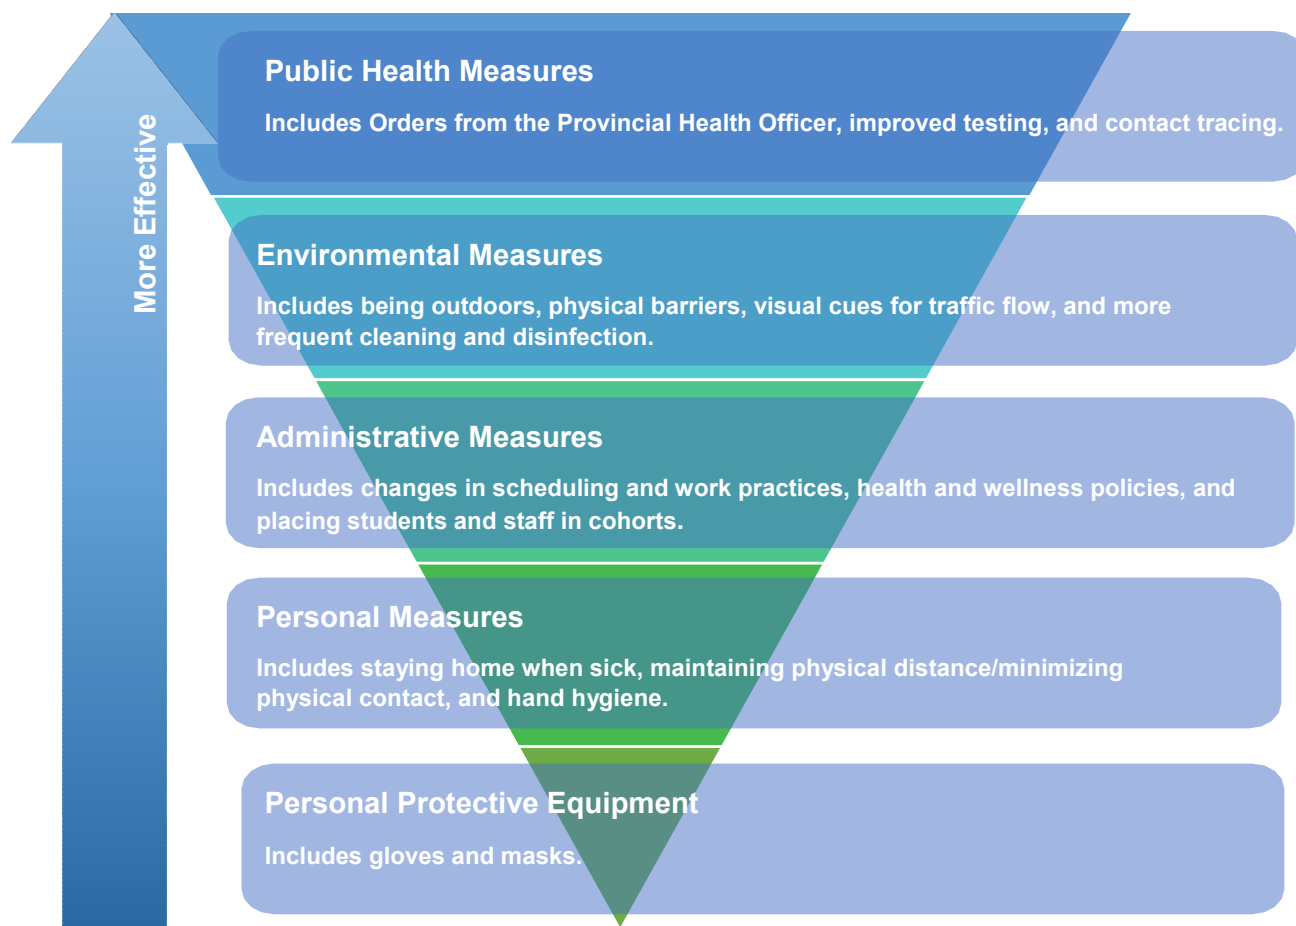 More Effective
Public Health Measures
Includes Orders from the Provincial Health Officer, improved testing, and contact tracing.
Environmental Measures
Includes being outdoors, physical barriers, visual cues for traffic flow, and more
frequent cleaning and disinfection.
Administrative Measures
Includes changes in scheduling and work practices, health and wellness policies, and
placing students and staff in cohorts.
Personal Measures
Includes staying home when sick, maintaining physical distance/minimizing
physical contact, and hand hygiene.
Personal Protective Equipment
Includes gloves and masks.